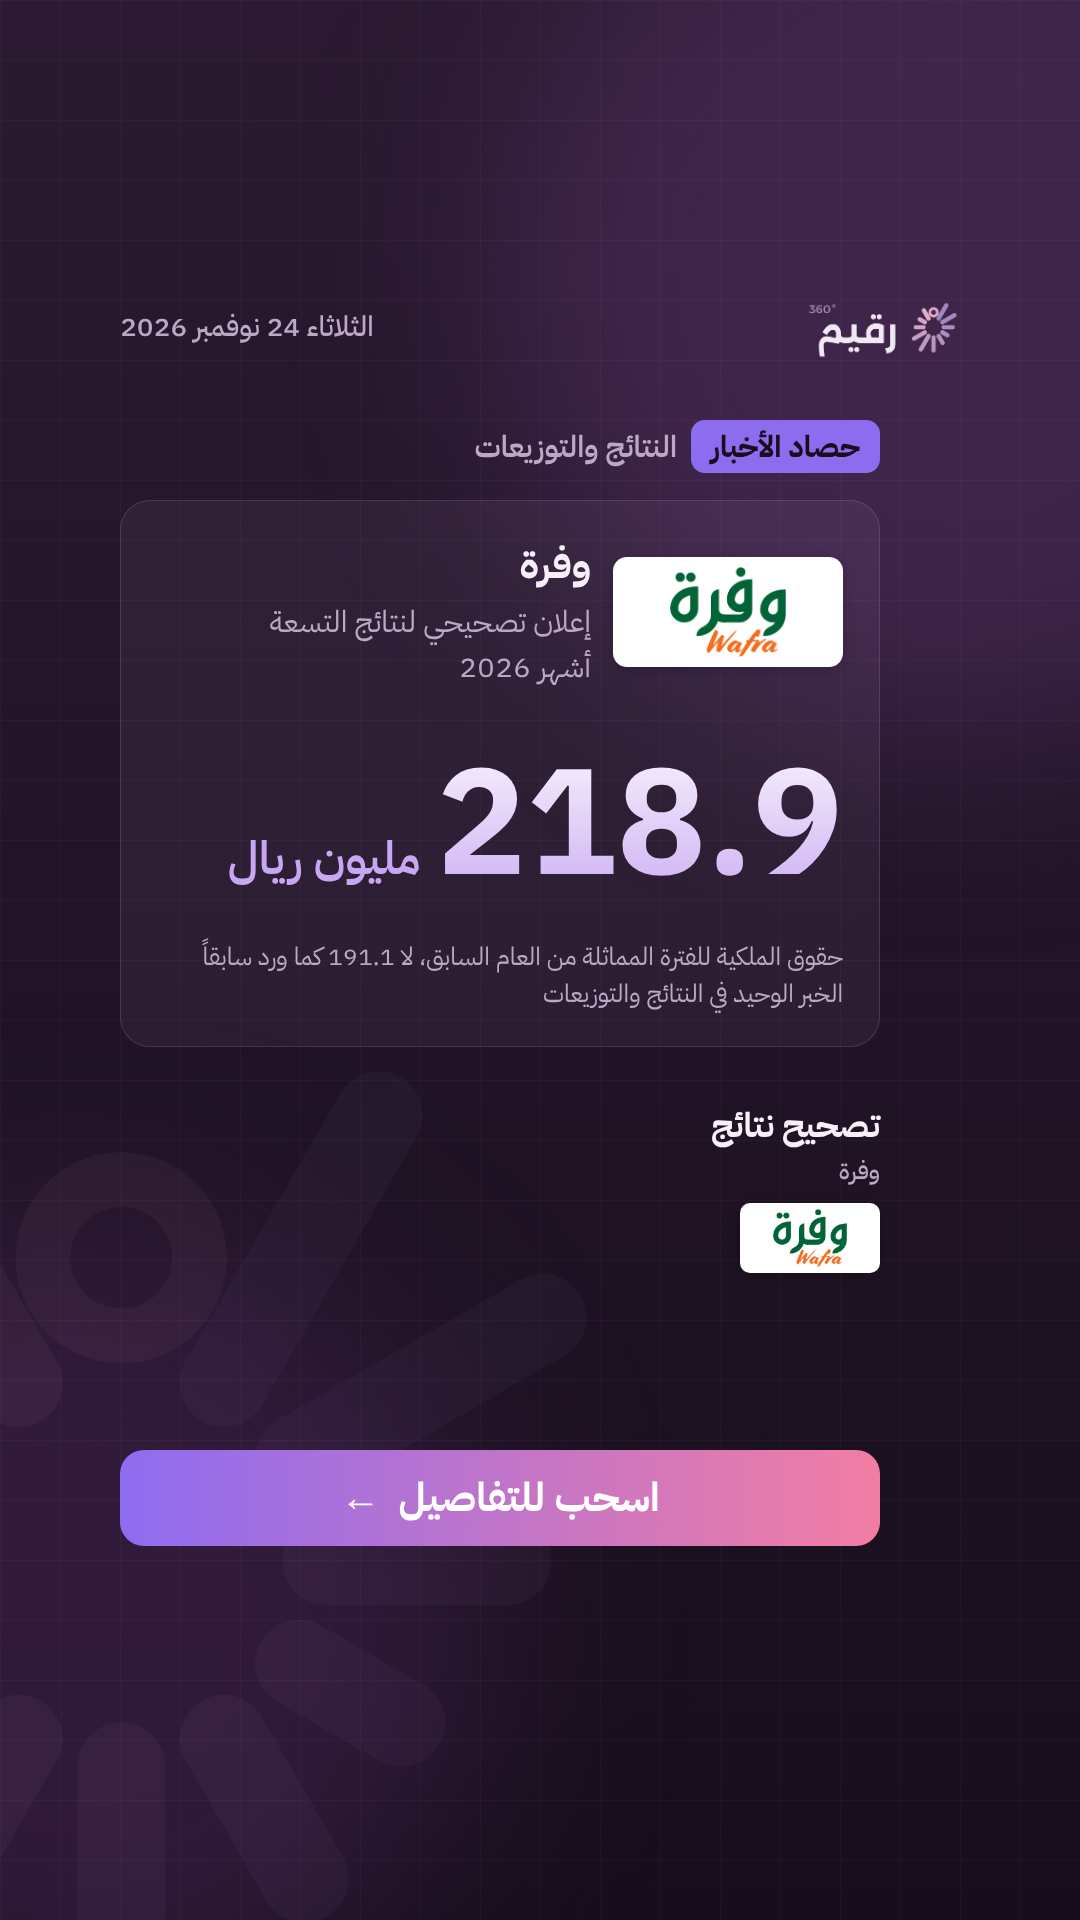 رقيم
360°
الثلاثاء 24 نوفمبر 2026
حصاد الأخبار
النتائج والتوزيعات
وفرة
Wafra
وفرة
إعلان تصحيحي لنتائج التسعة
أشهر 2026
218.9 مليون ريال
حقوق الملكية للفترة المماثلة من العام السابق، لا 191.1 كما ورد سابقاً
الخبر الوحيد في النتائج والتوزيعات
تصحيح نتائج
وفرة
وفرة
Wafra
اسحب للتفاصيل ←